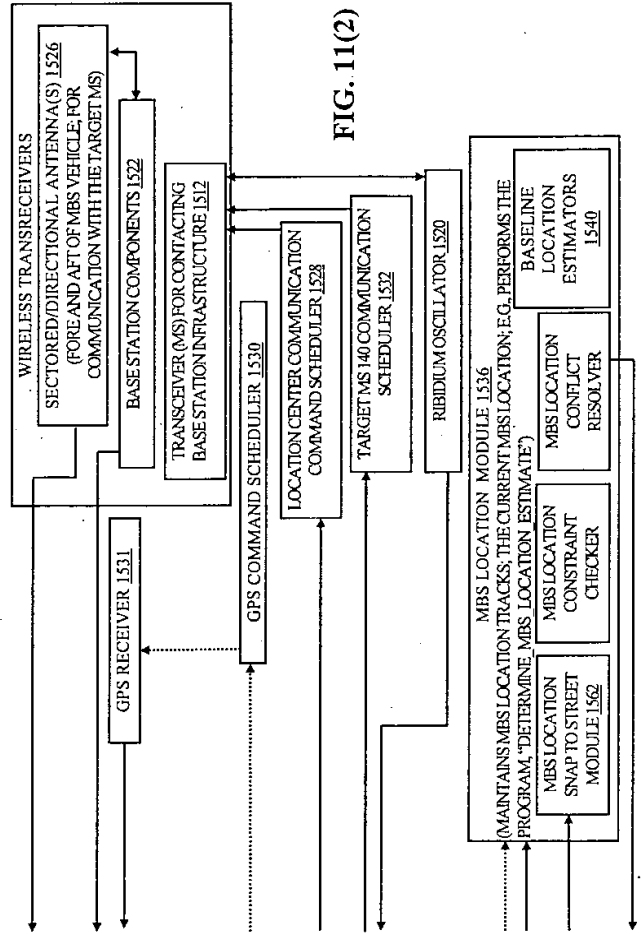 WIRELESS TRANSRECEIVERS
SECTORED/DIRECTIONAL ANTENNA(S) 1526
(FORE AND AFT OF MBS VEHICLE; FOR
COMMUNICATION WITH THE TARGET MS)
BASE STATION COMPONENTS 1522
TRANSCEIVER (MS) FOR CONTACTING
BASE STATION INFRASTRUCTURE 1512
GPS RECEIVER 1531
GPS COMMAND SCHEDULER 1530
LOCATION CENTER COMMUNICATION
COMMAND SCHEDULER 1528
TARGET MS 140 COMMUNICATION
SCHEDULER 1532
RIBIDIUM OSCILLATOR 1520
FIG. 11(2)
MBS LOCATION MODULE 1536
(MAINTAINS MBS LOCATION TRACKS; THE CURRENT MBS LOCATION; E.G., PERFORMS THE
PROGRAM, "DETERMINE_MBS_LOCATION_ESTIMATE")
MBS LOCATION
SNAP TO STREET
MODULE 1562
MBS LOCATION
CONSTRAINT
CHECKER
MBS LOCATION
CONFLICT
RESOLVER
BASELINE
LOCATION
ESTIMATORS
1540